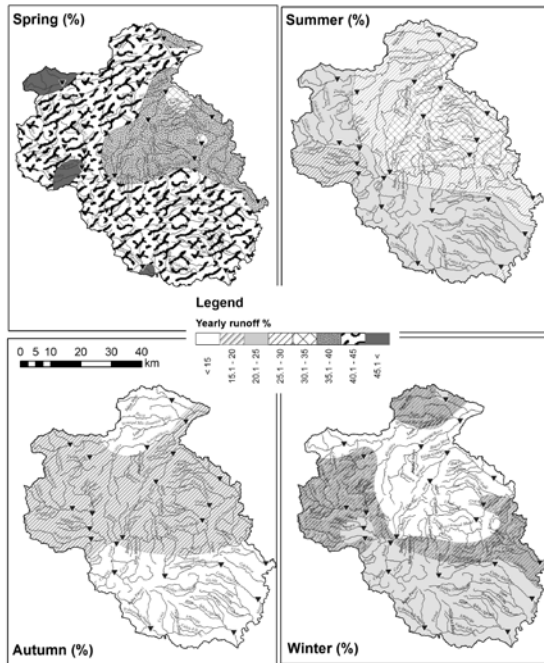 Spring (%)
Summer (%)
Legend
Yearly runoff %
< 15
15.1 - 20
20.1 - 25
25.1 - 30
30.1 - 35
35.1 - 40
40.1 - 45
45.1 <
0 5 10 20 30 40
km
Autumn (%)
Winter (%)